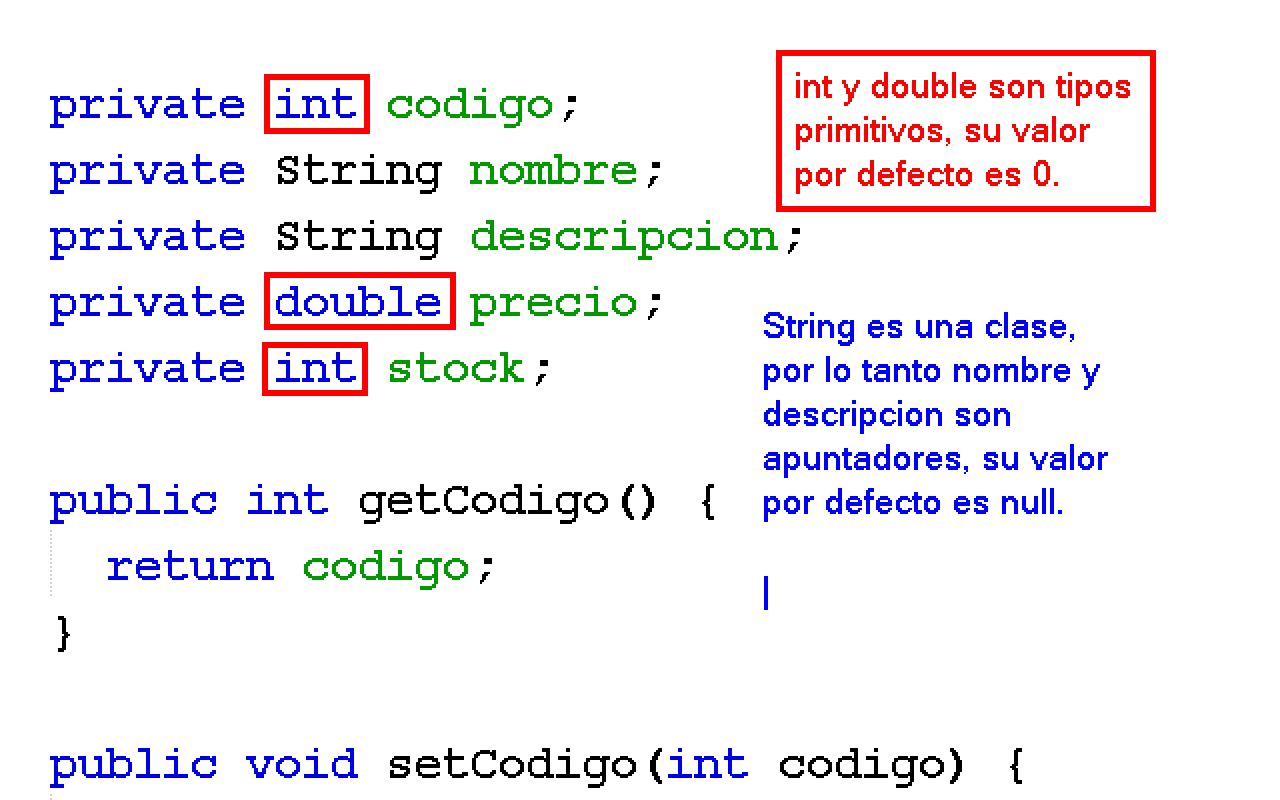 private int codigo;
private String nombre;
private String descripcion;
private double precio;
private int stock;
public int getCodigo() {
return codigo;
}
public void setCodigo(int codigo) {
int y double son tipos
primitivos, su valor
por defecto es 0.
String es una clase,
por lo tanto nombre y
descripcion son
apuntadores, su valor
por defecto es null.